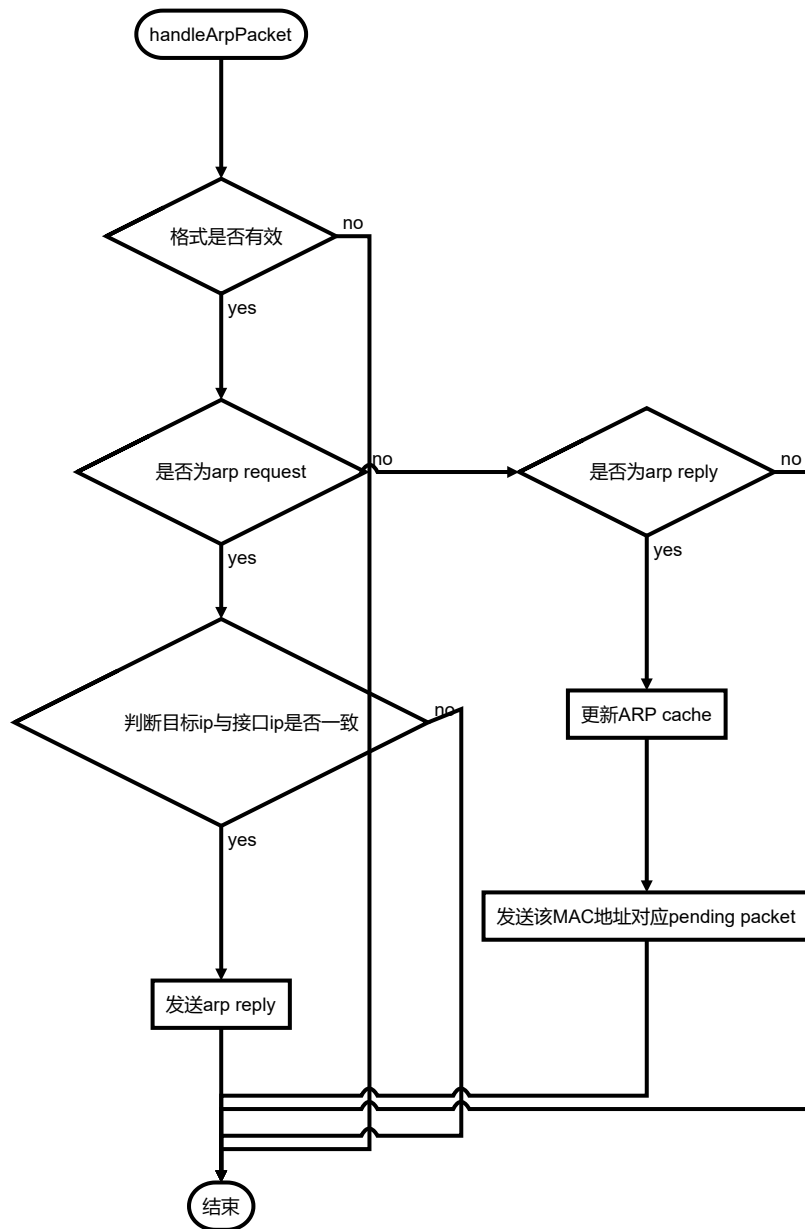 handleArpPacket
格式是否有效
no
yes
是否为arp request
no
是否为arp reply
no
yes
yes
判断目标ip与接口ip是否一致
no
更新ARP cache
yes
发送该MAC地址对应pending packet
发送arp reply
结束